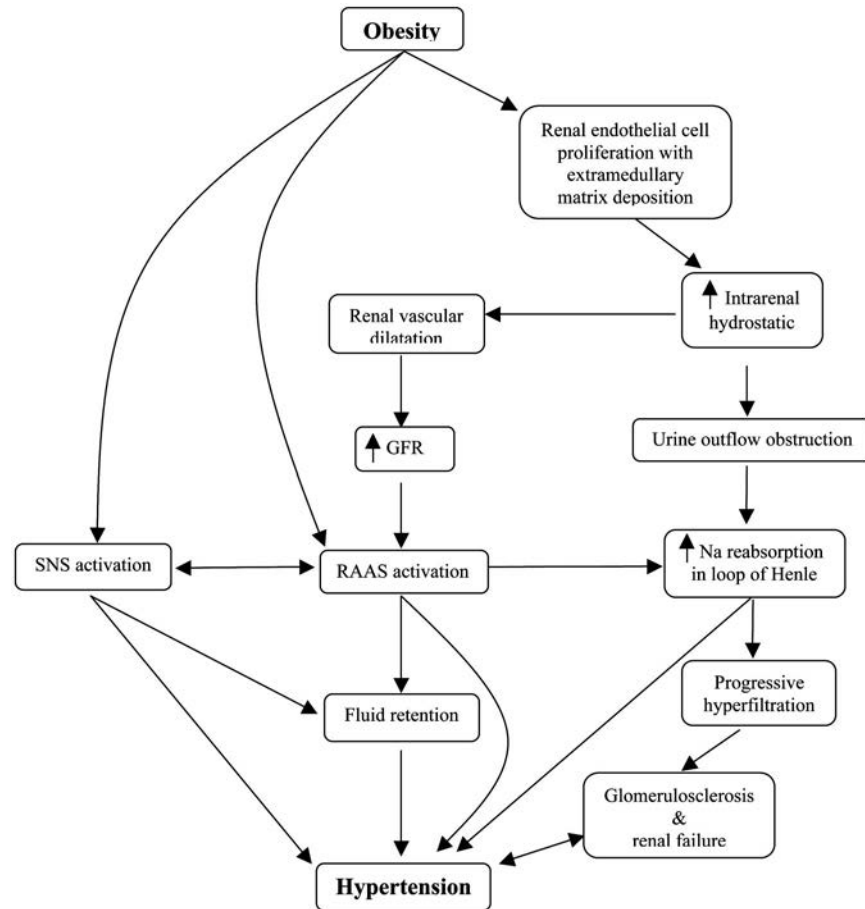 Obesity
Renal endothelial cell
proliferation with
extramedullary
matrix deposition
↑ Intrarenal
hydrostatic
Renal vascular
dilatation
Urine outflow obstruction
↑ GFR
SNS activation
RAAS activation
↑ Na reabsorption
in loop of Henle
Progressive
hyperfiltration
Fluid retention
Glomerulosclerosis
&
renal failure
Hypertension